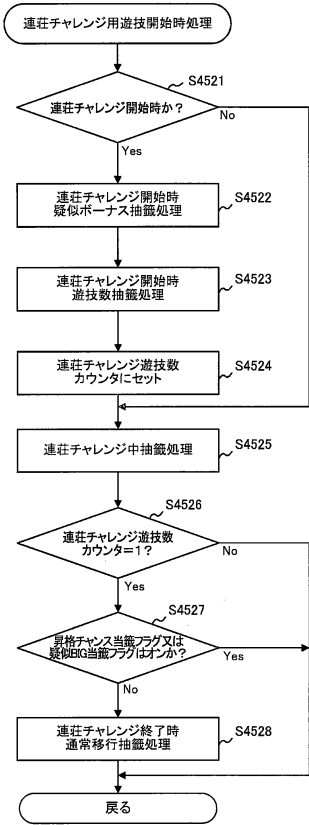 連荘チャレンジ用遊技開始時処理
S4521
連荘チャレンジ開始時か?
No
Yes
S4522
連荘チャレンジ開始時
疑似ボーナス抽籤処理
S4523
連荘チャレンジ開始時
遊技数抽籤処理
S4524
連荘チャレンジ遊技数
カウンタにセット
S4525
連荘チャレンジ中抽籤処理
S4526
連荘チャレンジ遊技数
カウンタ=1?
No
Yes
S4527
昇格チャンス当籤フラグ又は
疑似BIG当籤フラグはオンか?
Yes
No
S4528
連荘チャレンジ終了時
通常移行抽籤処理
戻る